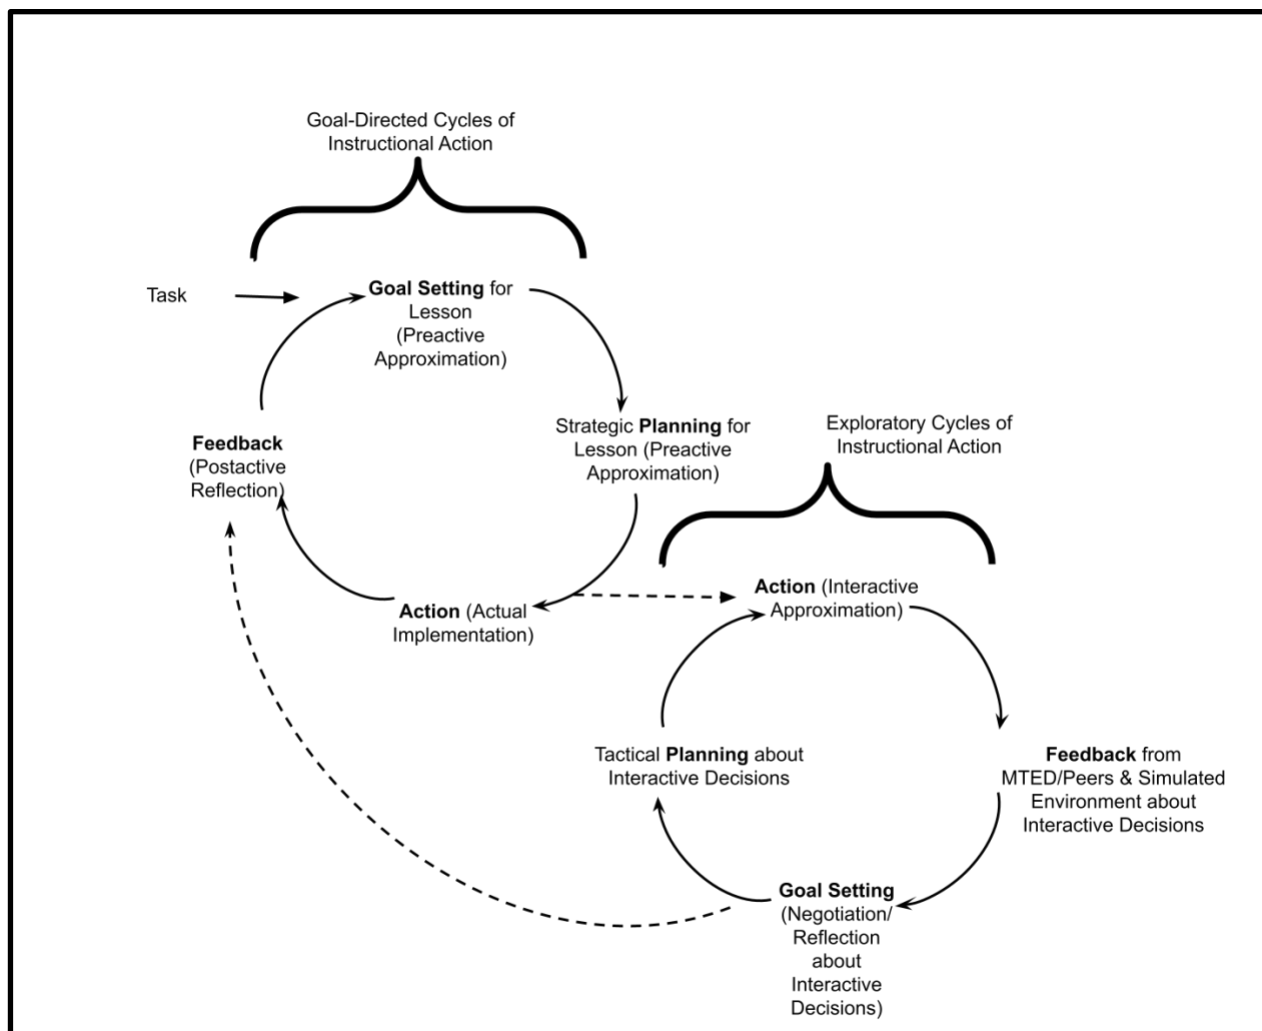 Goal-Directed Cycles of
Instructional Action
Task
Goal Setting for
Lesson
(Preactive
Approximation)
Strategic Planning for
Lesson (Preactive
Approximation)
Feedback
(Postactive
Reflection)
Action (Actual
Implementation)
Exploratory Cycles of
Instructional Action
Action (Interactive
Approximation)
Tactical Planning about
Interactive Decisions
Feedback from
MTED/Peers & Simulated
Environment about
Interactive Decisions
Goal Setting
(Negotiation/
Reflection
about
Interactive
Decisions)